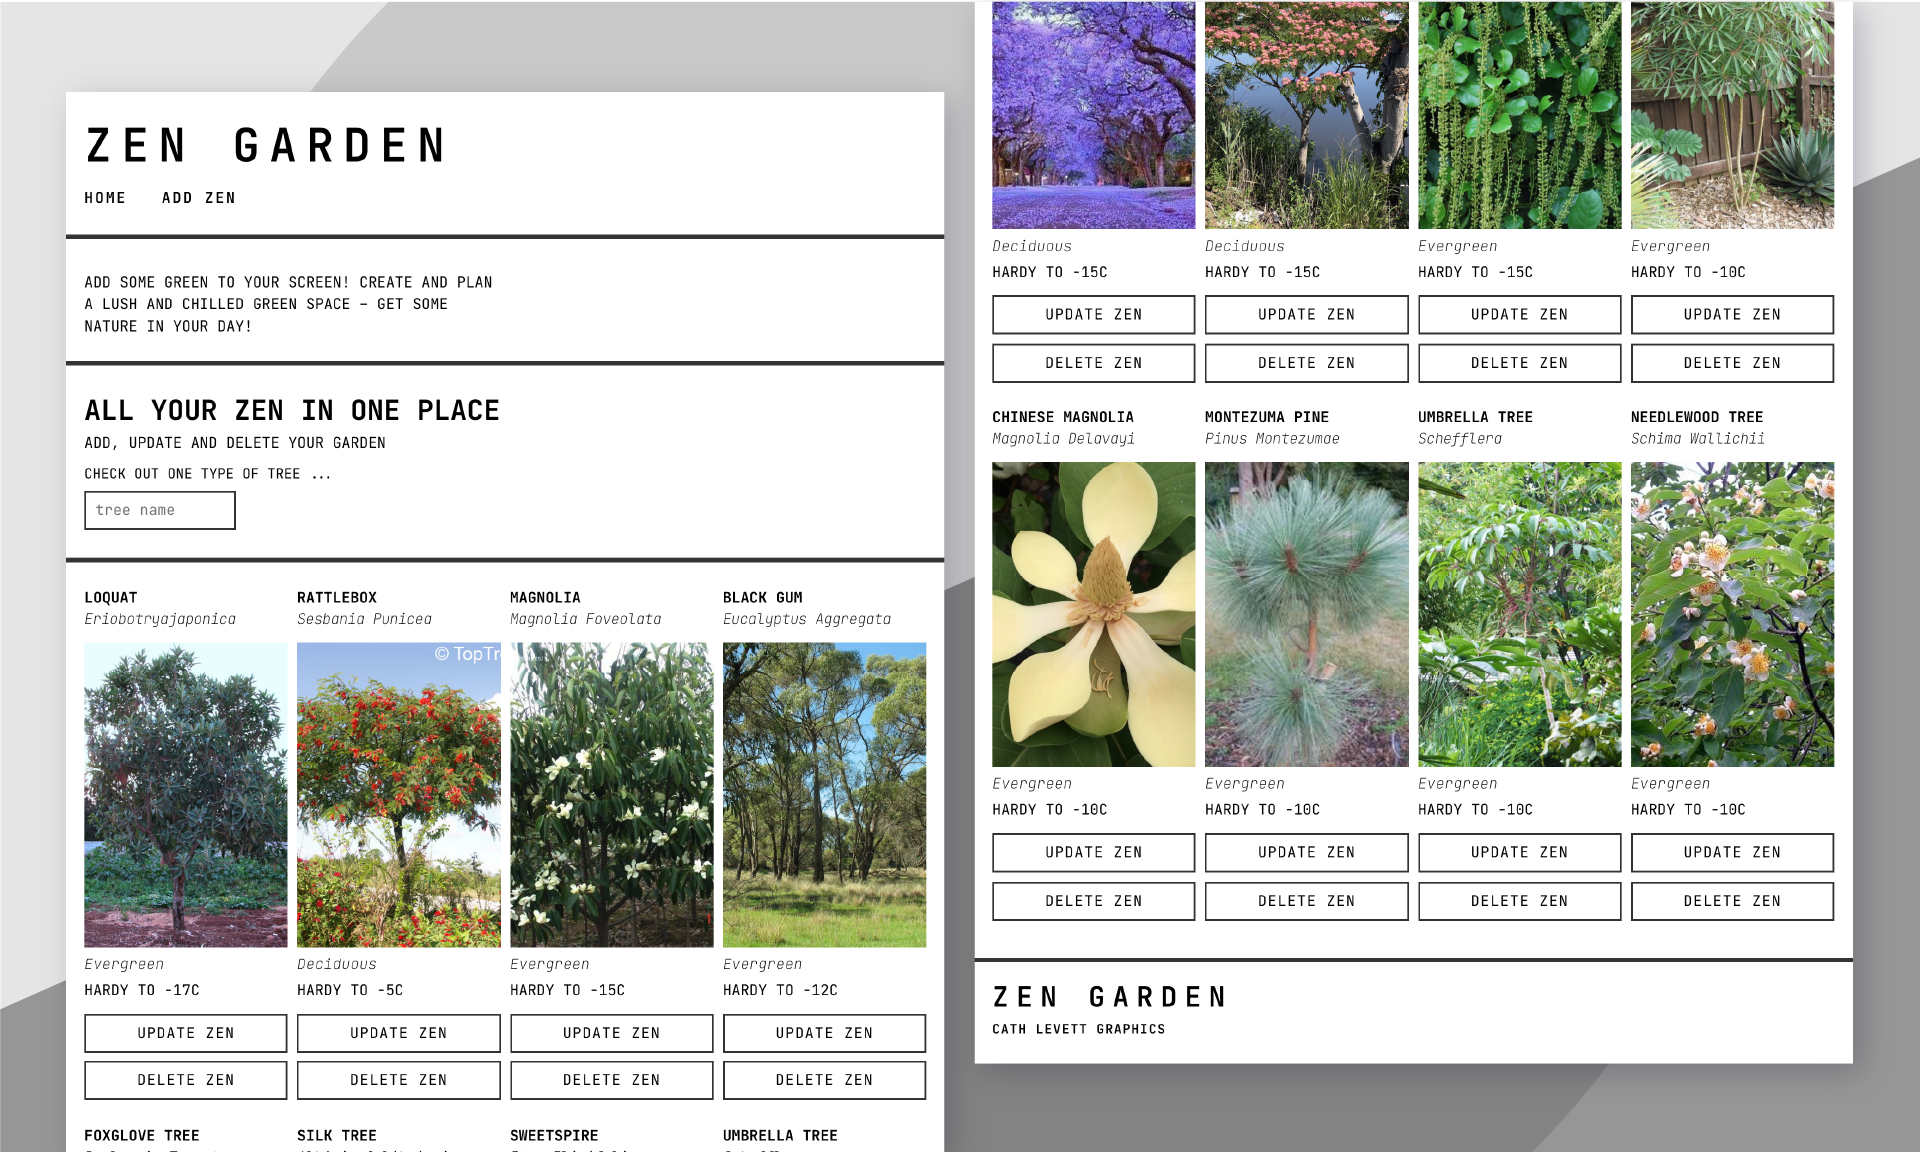 ZEN GARDEN
HOME ADD ZEN
ADD SOME GREEN TO YOUR SCREEN! CREATE AND PLAN
A LUSH AND CHILLED GREEN SPACE – GET SOME
NATURE IN YOUR DAY!
ALL YOUR ZEN IN ONE PLACE
ADD, UPDATE AND DELETE YOUR GARDEN
CHECK OUT ONE TYPE OF TREE ...
tree name
LOQUAT RATTLEBOX MAGNOLIA BLACK GUM
Eriobotryajaponica Sesbania Punicea Magnolia Foveolata Eucalyptus Aggregata
© TopTr
Evergreen Deciduous Evergreen Evergreen
HARDY TO -17C HARDY TO -5C HARDY TO -15C HARDY TO -12C
UPDATE ZEN UPDATE ZEN UPDATE ZEN UPDATE ZEN
DELETE ZEN DELETE ZEN DELETE ZEN DELETE ZEN
FOXGLOVE TREE SILK TREE SWEETSPIRE UMBRELLA TREE
Deciduous Deciduous Evergreen Evergreen
HARDY TO -15C HARDY TO -15C HARDY TO -15C HARDY TO -10C
UPDATE ZEN UPDATE ZEN UPDATE ZEN UPDATE ZEN
DELETE ZEN DELETE ZEN DELETE ZEN DELETE ZEN
CHINESE MAGNOLIA MONTEZUMA PINE UMBRELLA TREE NEEDLEWOOD TREE
Magnolia Delavayi Pinus Montezumae Schefflera Schima Wallichii
Evergreen Evergreen Evergreen Evergreen
HARDY TO -10C HARDY TO -10C HARDY TO -10C HARDY TO -10C
UPDATE ZEN UPDATE ZEN UPDATE ZEN UPDATE ZEN
DELETE ZEN DELETE ZEN DELETE ZEN DELETE ZEN
ZEN GARDEN
CATH LEVETT GRAPHICS